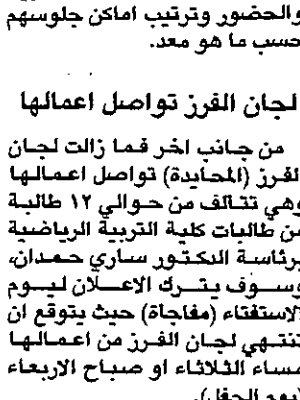 والحضور وترتيب اماكن جلوسهم
حسب ما هو معد.
لجان الفرز تواصل اعمالها
من جانب اخر فما زالت لجان
الفرز (المحايدة) تواصل اعمالها
وهي تتالف من حوالي ١٢ طالبة
من طالبات كلية التربية الرياضية
برئاسة الدكتور ساري حمدان،
وسوف يترك الاعلان ليوم
الاستفتاء (مفاجاة) حيث يتوقع ان
تنتهي لجان الفرز من اعمالها
مساء الثلاثاء او صباح الاربعاء
(يوم الحفل).